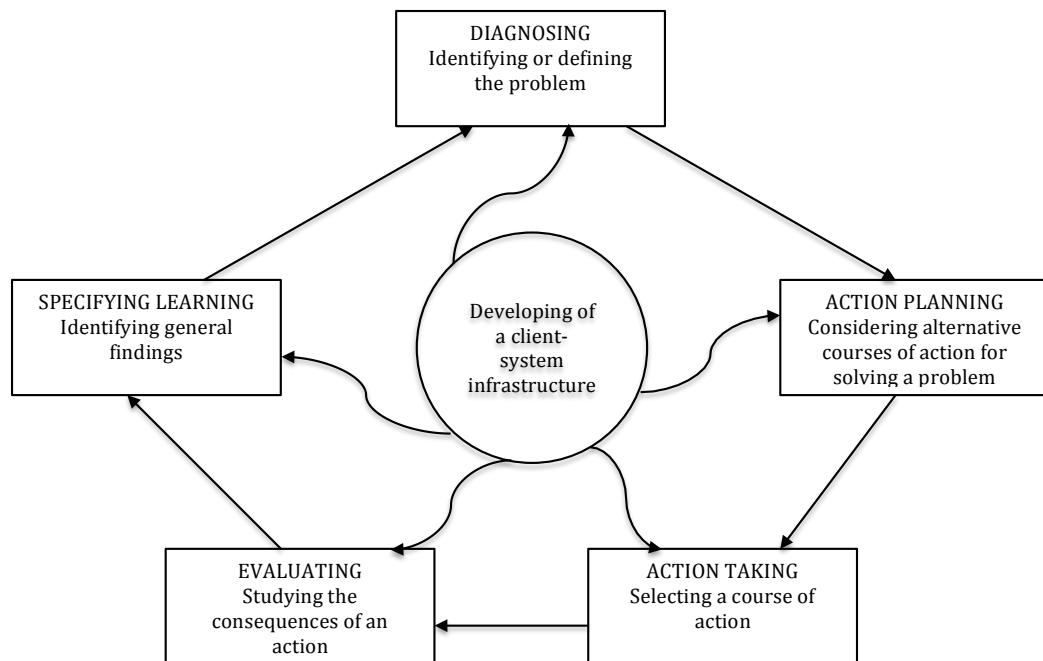 DIAGNOSING
Identifying or defining
the problem
SPECIFYING LEARNING
Identifying general
findings
Developing of
a client-
system
infrastructure
ACTION PLANNING
Considering alternative
courses of action for
solving a problem
EVALUATING
Studying the
consequences of an
action
ACTION TAKING
Selecting a course of
action